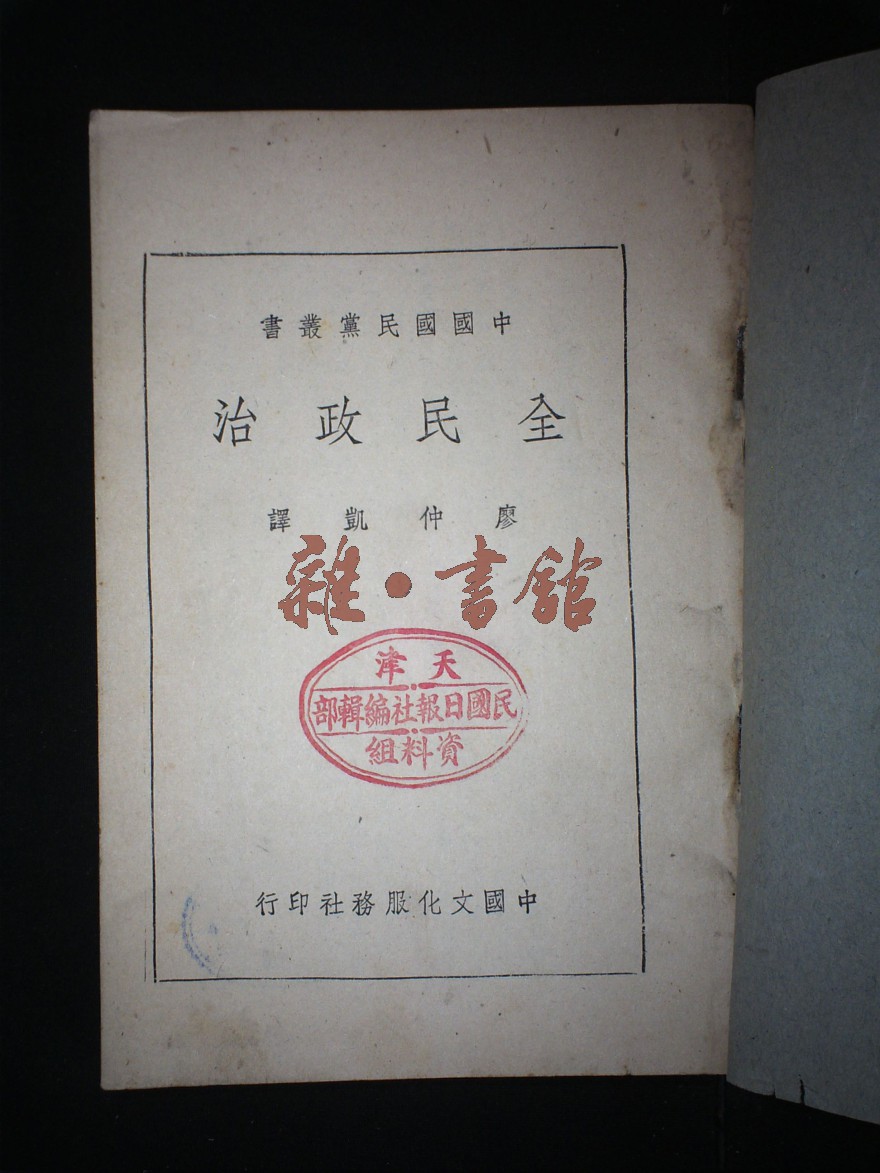 中國國民黨叢書
全民政治
廖仲凱譯
雜·書館
天津
民國日報社編輯部
資料組
中國文化服務社印行